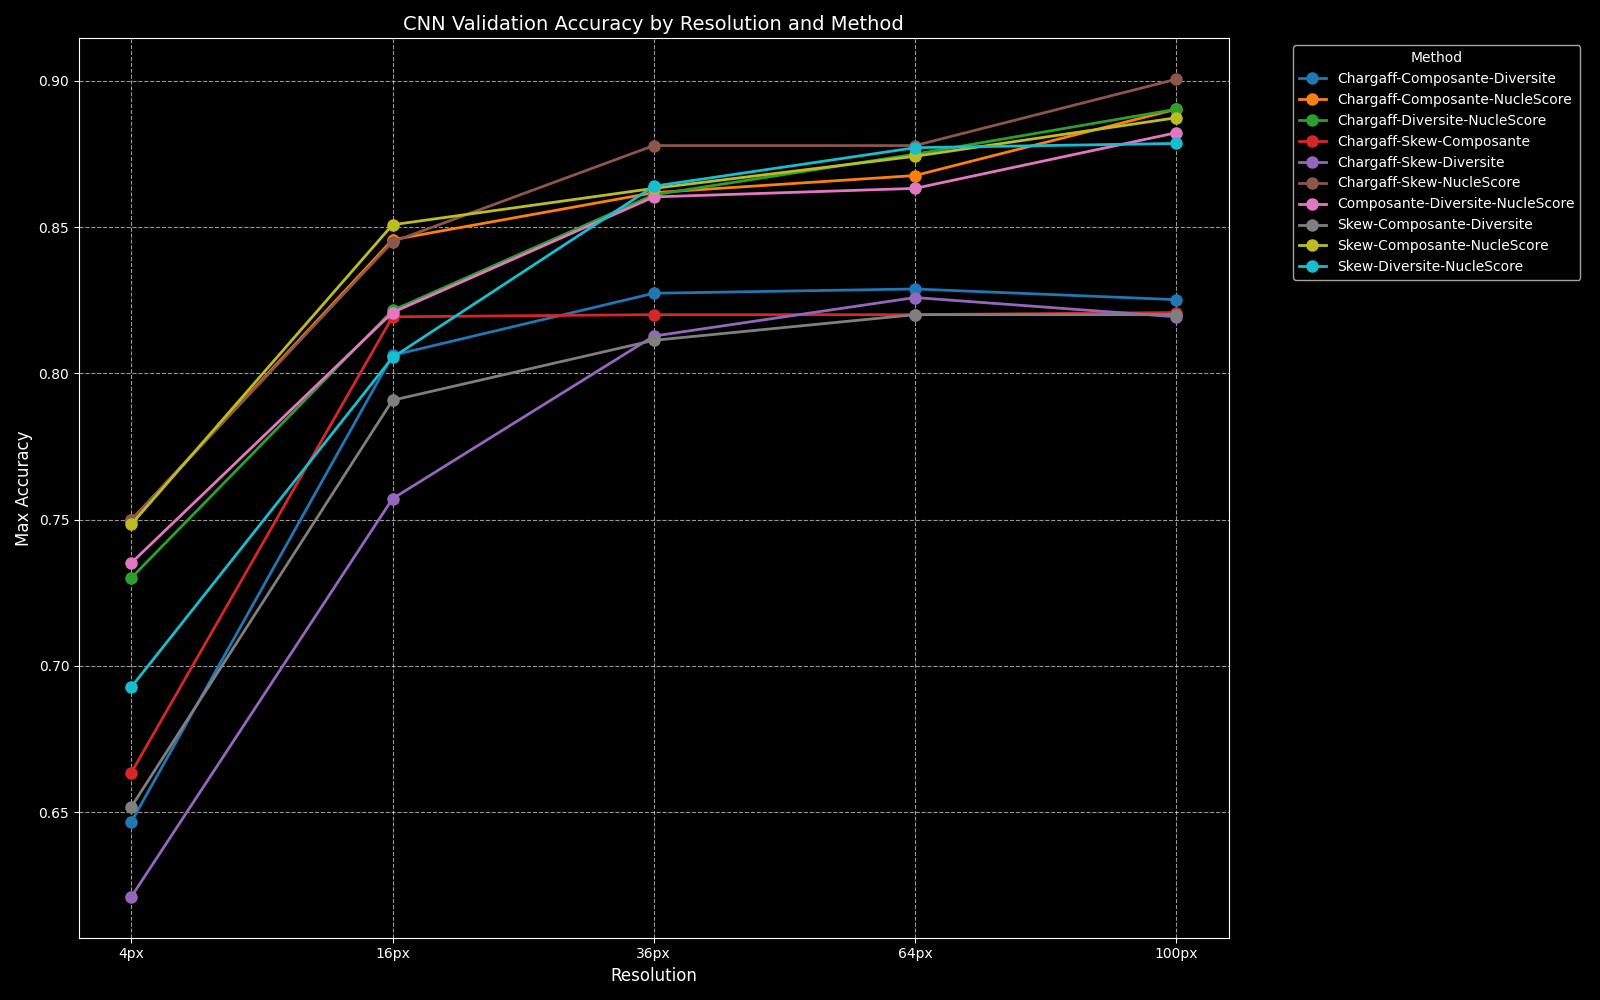 CNN Validation Accuracy by Resolution and Method
Max Accuracy
0.90
0.85
0.80
0.75
0.70
0.65
4px
16px
36px
64px
100px
Resolution
Method
Chargaff-Composante-Diversite
Chargaff-Composante-NucleScore
Chargaff-Diversite-NucleScore
Chargaff-Skew-Composante
Chargaff-Skew-Diversite
Chargaff-Skew-NucleScore
Composante-Diversite-NucleScore
Skew-Composante-Diversite
Skew-Composante-NucleScore
Skew-Diversite-NucleScore